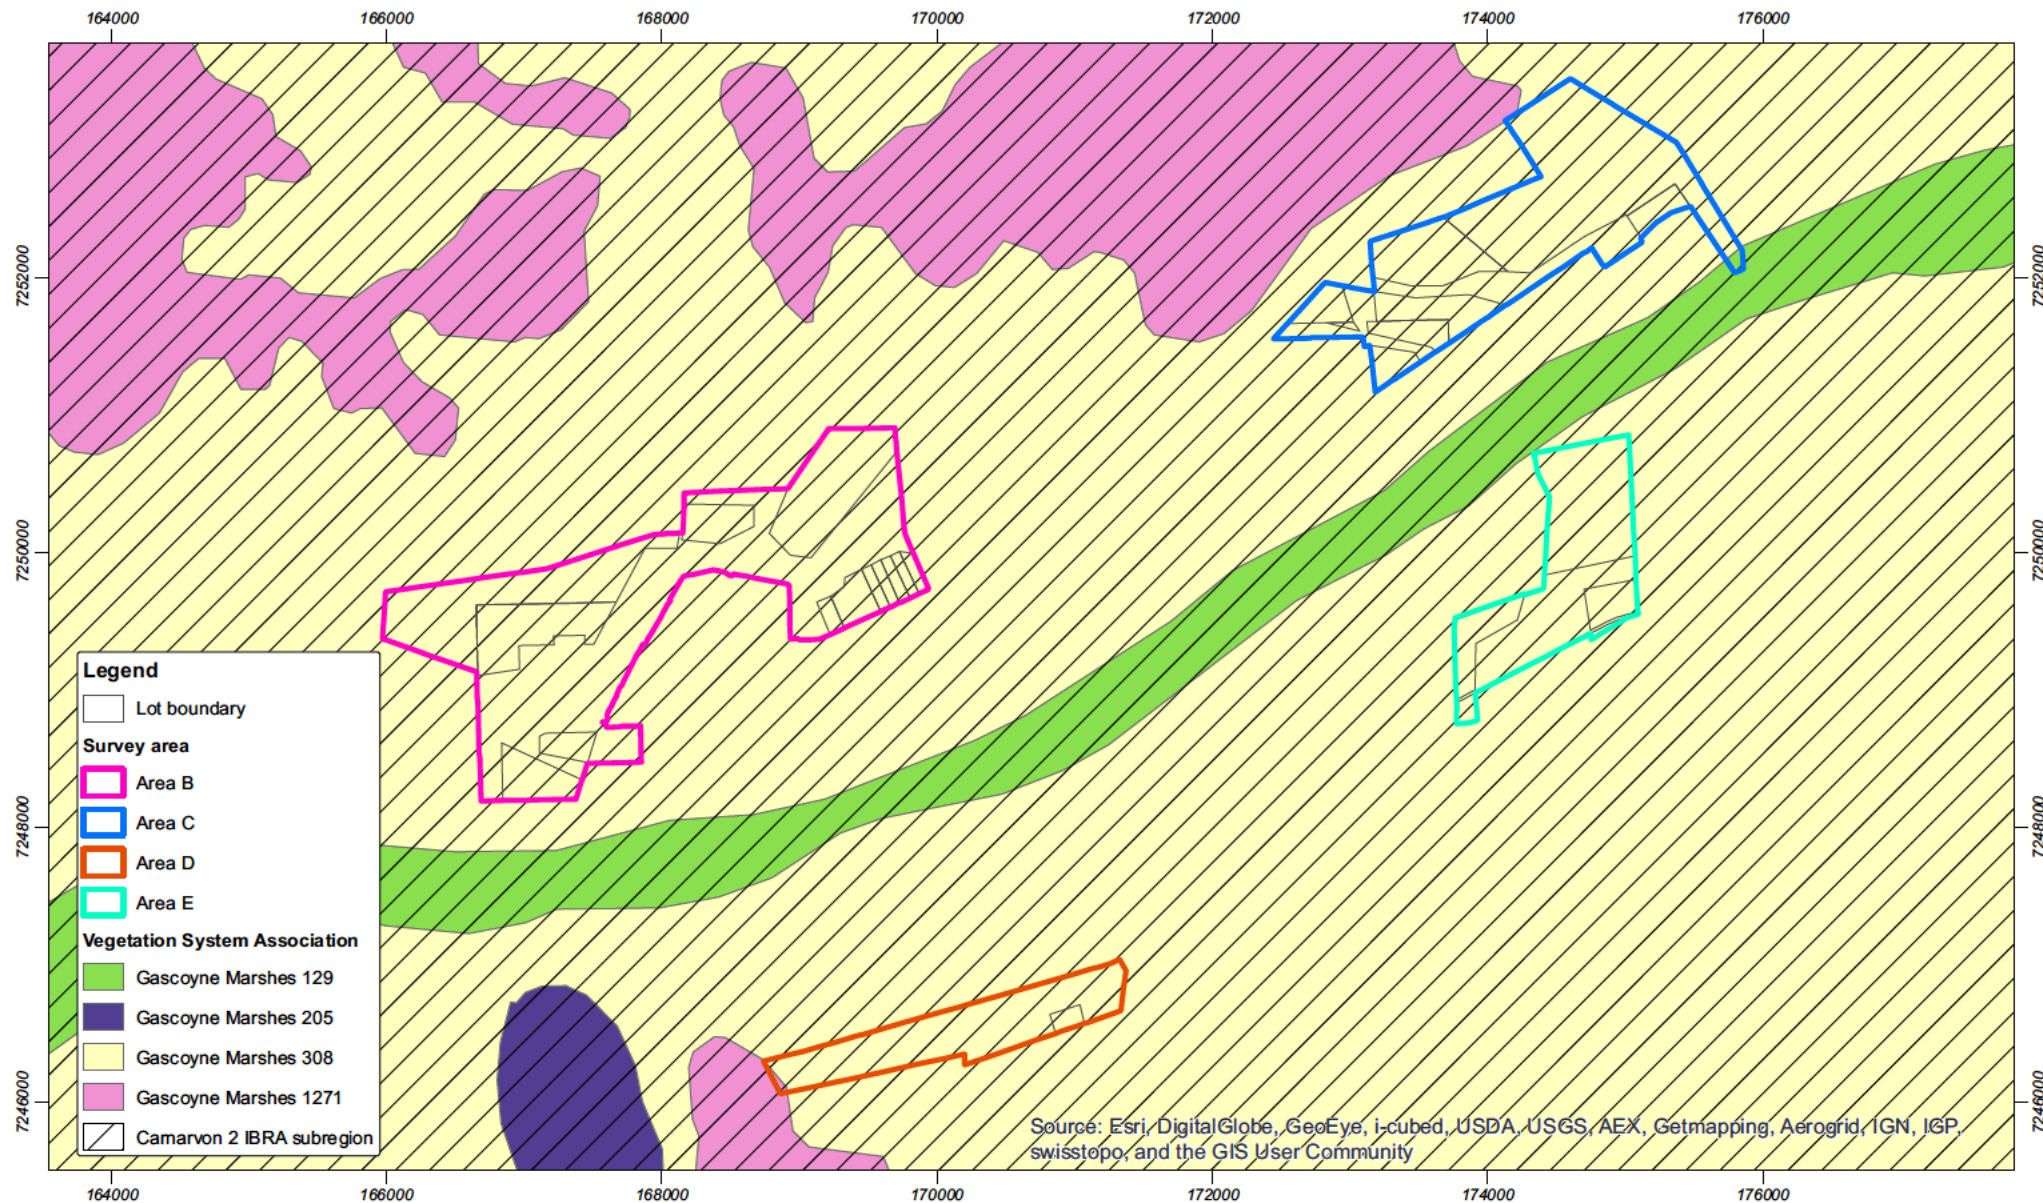 164000 166000 168000 170000 172000 174000 176000
7252000 7252000
7250000 7250000
7248000 7248000
7246000 7246000
Legend
Lot boundary
Survey area
Area B
Area C
Area D
Area E
Vegetation System Association
Gascoyne Marshes 129
Gascoyne Marshes 205
Gascoyne Marshes 308
Gascoyne Marshes 1271
Carnarvon 2 IBRA subregion
Source: Esri, DigitalGlobe, GeoEye, i-cubed, USDA, USGS, AEX, Getmapping, Aerogrid, IGN, IGP,
swisstopo, and the GIS User Community
164000 166000 168000 170000 172000 174000 176000